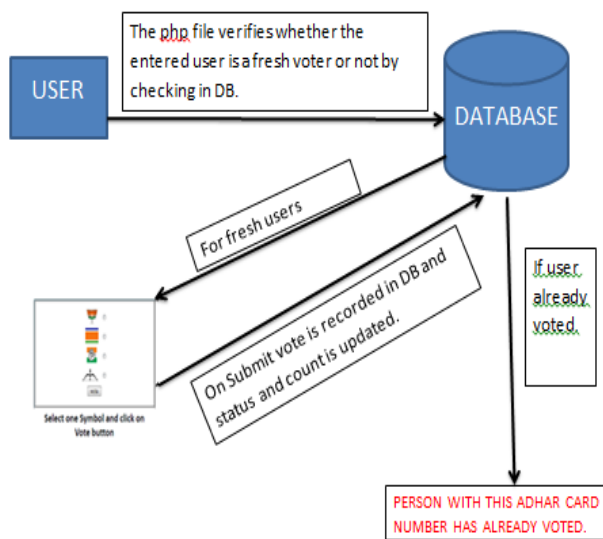 The php file verifies whether the
entered user is a fresh voter or not by
checking in DB.
USER
DATABASE
For fresh users
On Submit vote is recorded in DB and
status and count is updated.
If user
already
voted.
Select one Symbol and click on
Vote button
PERSON WITH THIS ADHAR CARD
NUMBER HAS ALREADY VOTED.